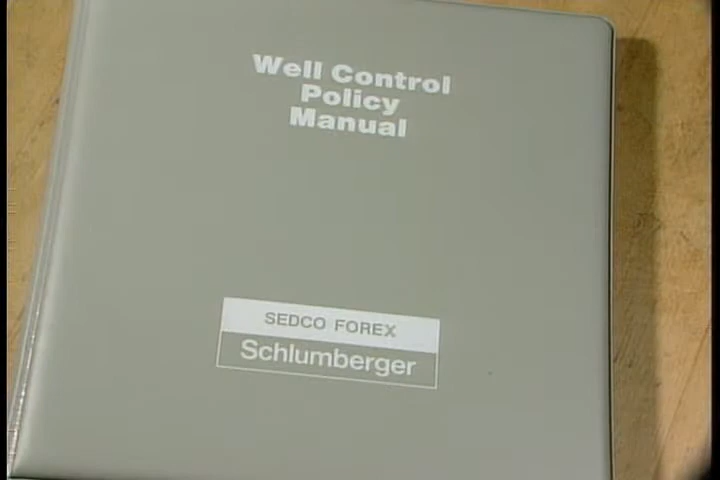 Well Control
Policy
Manual
SEDCO FOREX
Schlumberger